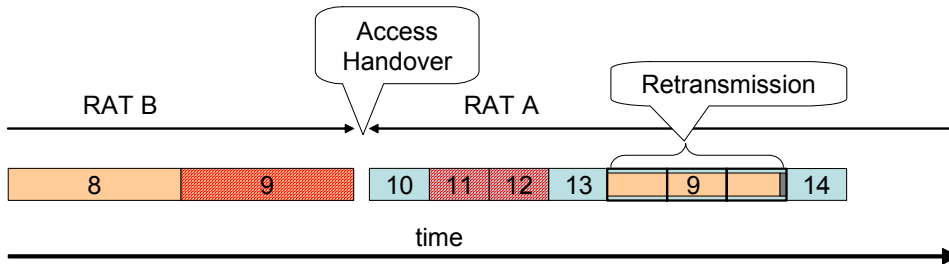 Access
Handover
Retransmission
RAT B
RAT A
8
9
10
11
12
13
9
14
time